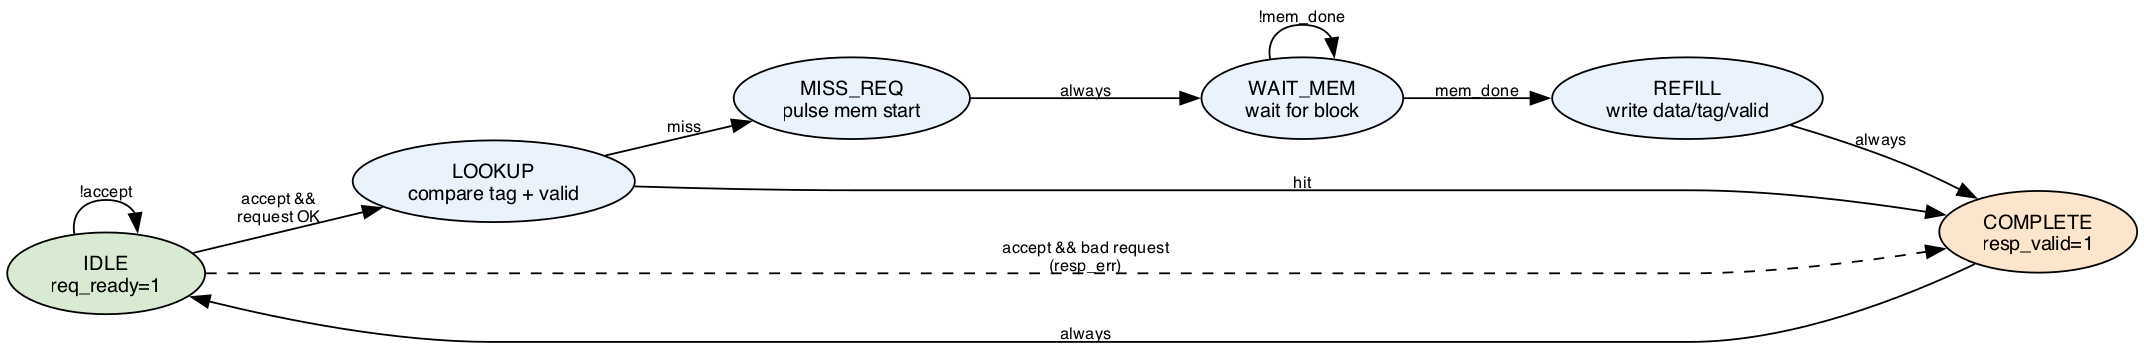 !mem_done
MISS_REQ
pulse mem start
always
WAIT_MEM
wait for block
mem_done
REFILL
write data/tag/valid
miss
always
LOOKUP
compare tag + valid
hit
!accept
accept &&
request OK
COMPLETE
resp_valid=1
accept && bad request
(resp_err)
IDLE
req_ready=1
always